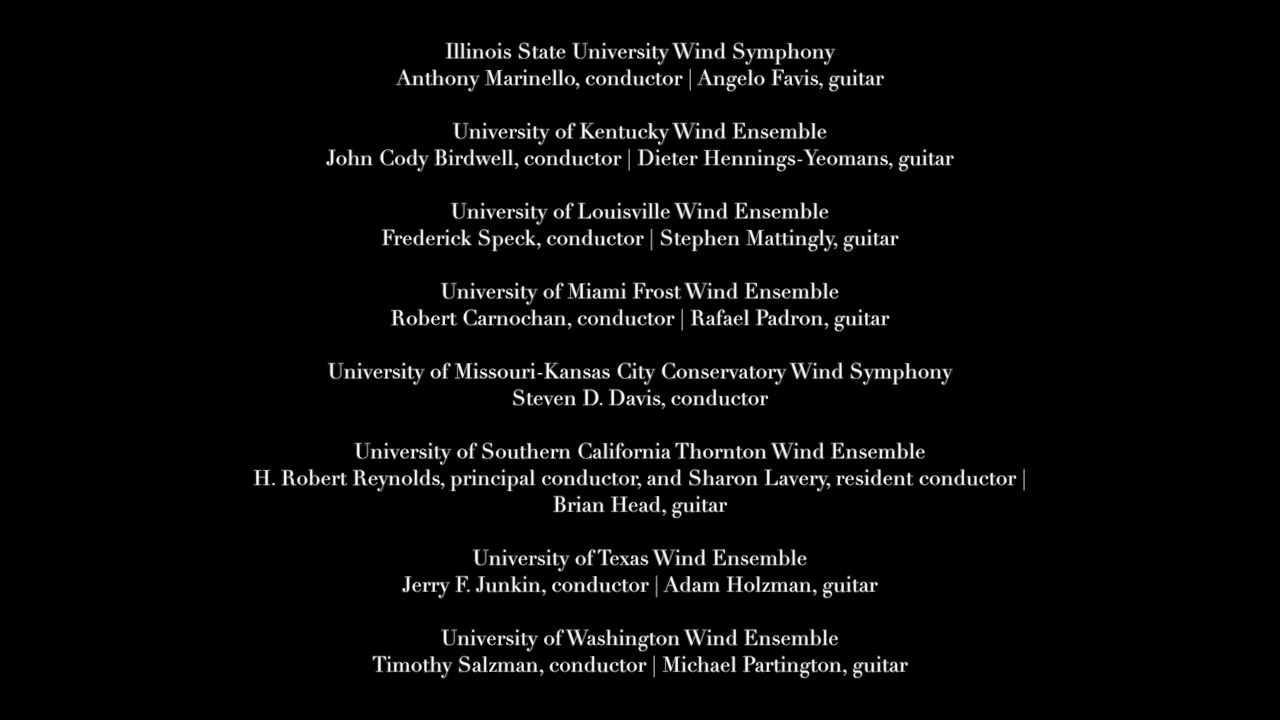 Illinois State University Wind Symphony
Anthony Marinello, conductor | Angelo Favis, guitar
University of Kentucky Wind Ensemble
John Cody Birdwell, conductor | Dieter Hennings-Yeomans, guitar
University of Louisville Wind Ensemble
Frederick Speck, conductor | Stephen Mattingly, guitar
University of Miami Frost Wind Ensemble
Robert Carnochan, conductor | Rafael Padron, guitar
University of Missouri-Kansas City Conservatory Wind Symphony
Steven D. Davis, conductor
University of Southern California Thornton Wind Ensemble
H. Robert Reynolds, principal conductor, and Sharon Lavery, resident conductor |
Brian Head, guitar
University of Texas Wind Ensemble
Jerry F. Junkin, conductor | Adam Holzman, guitar
University of Washington Wind Ensemble
Timothy Salzman, conductor | Michael Partington, guitar